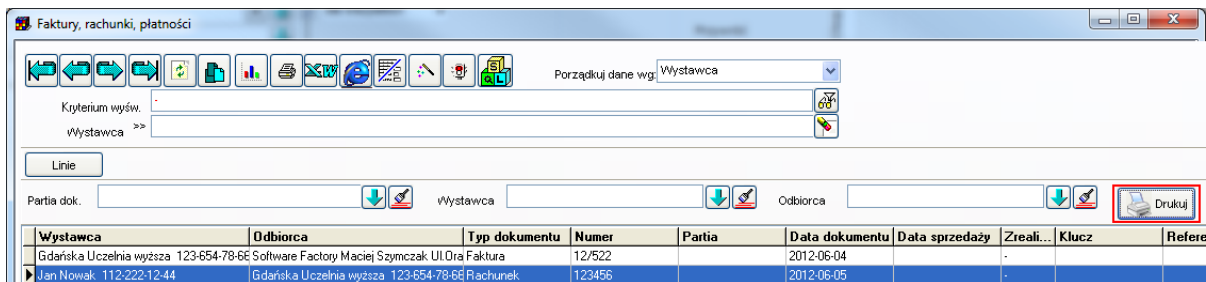 Faktury, rachunki, płatności
SQL
Porządkuj dane wg: Wystawca
Kryterium wyśw. -
Wystawca >>
Linie
Partia dok. Wystawca Odbiorca Drukuj
Wystawca Odbiorca Typ dokumentu Numer Partia Data dokumentu Data sprzedaży Zreali... Klucz Refere
Gdańska Uczelnia wyższa 123-654-78-66 Software Factory Maciej Szymczak Ul.Ora Faktura 12/522 2012-06-04 -
Jan Nowak 112-222-12-44 Gdańska Uczelnia wyższa 123-654-78-66 Rachunek 123456 2012-06-05 -